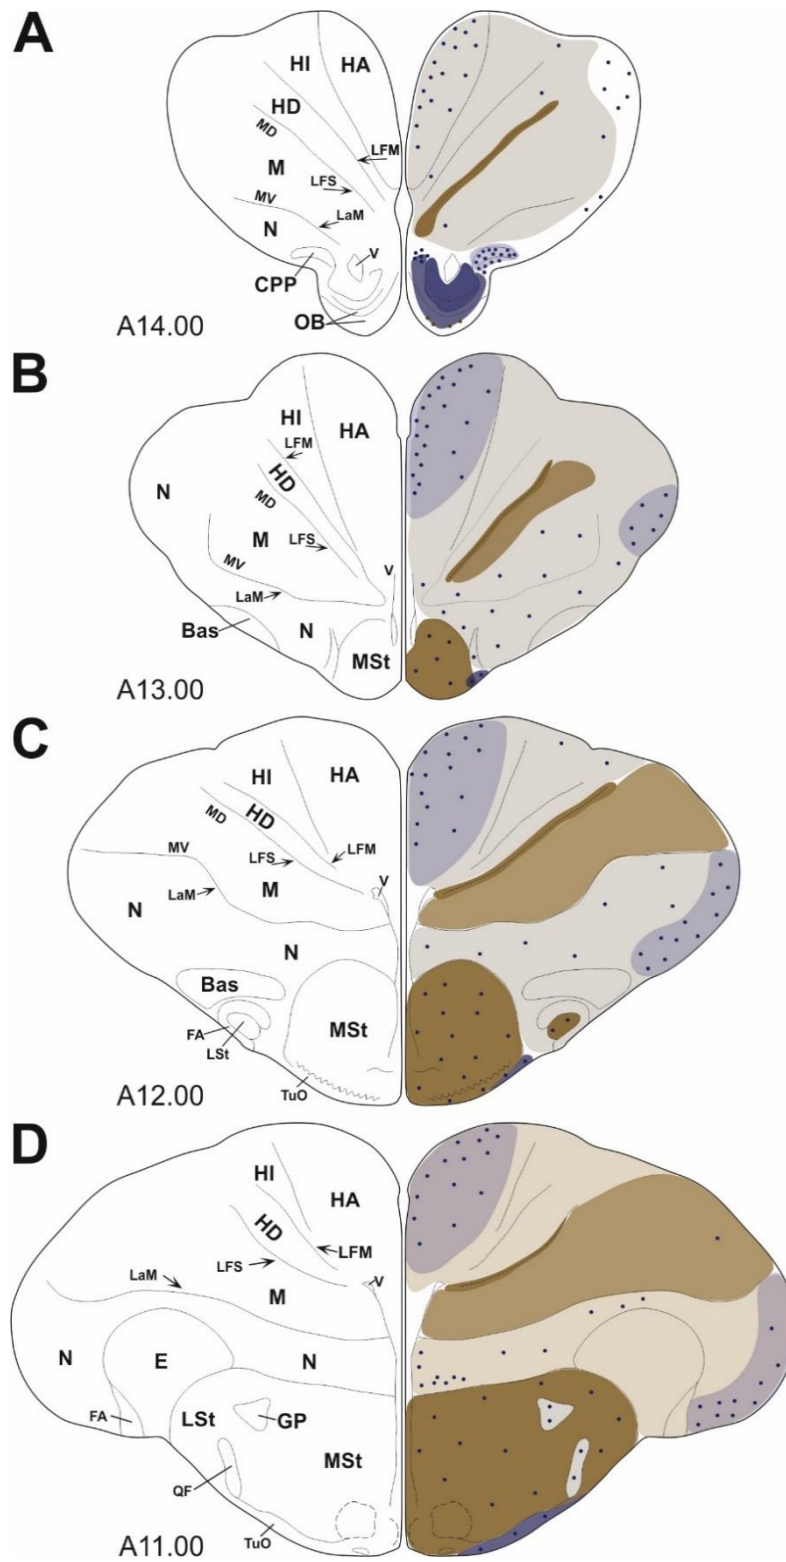 A
HI
HA
HD
MD
LFM
M
LFS
MV
LaM
N
V
CPP
OB
A14.00
B
HI
HA
LFM
HD
N
MD
M
LFS
MV
V
LaM
Bas
N
MSt
A13.00
C
HI
HA
MD
HD
MV
LFS
LFM
M
V
LaM
N
N
Bas
MSt
FA
LSt
TuO
A12.00
D
HI
HA
HD
LFS
LFM
LaM
V
M
N
E
N
FA
LSt
GP
MSt
QF
TuO
A11.00